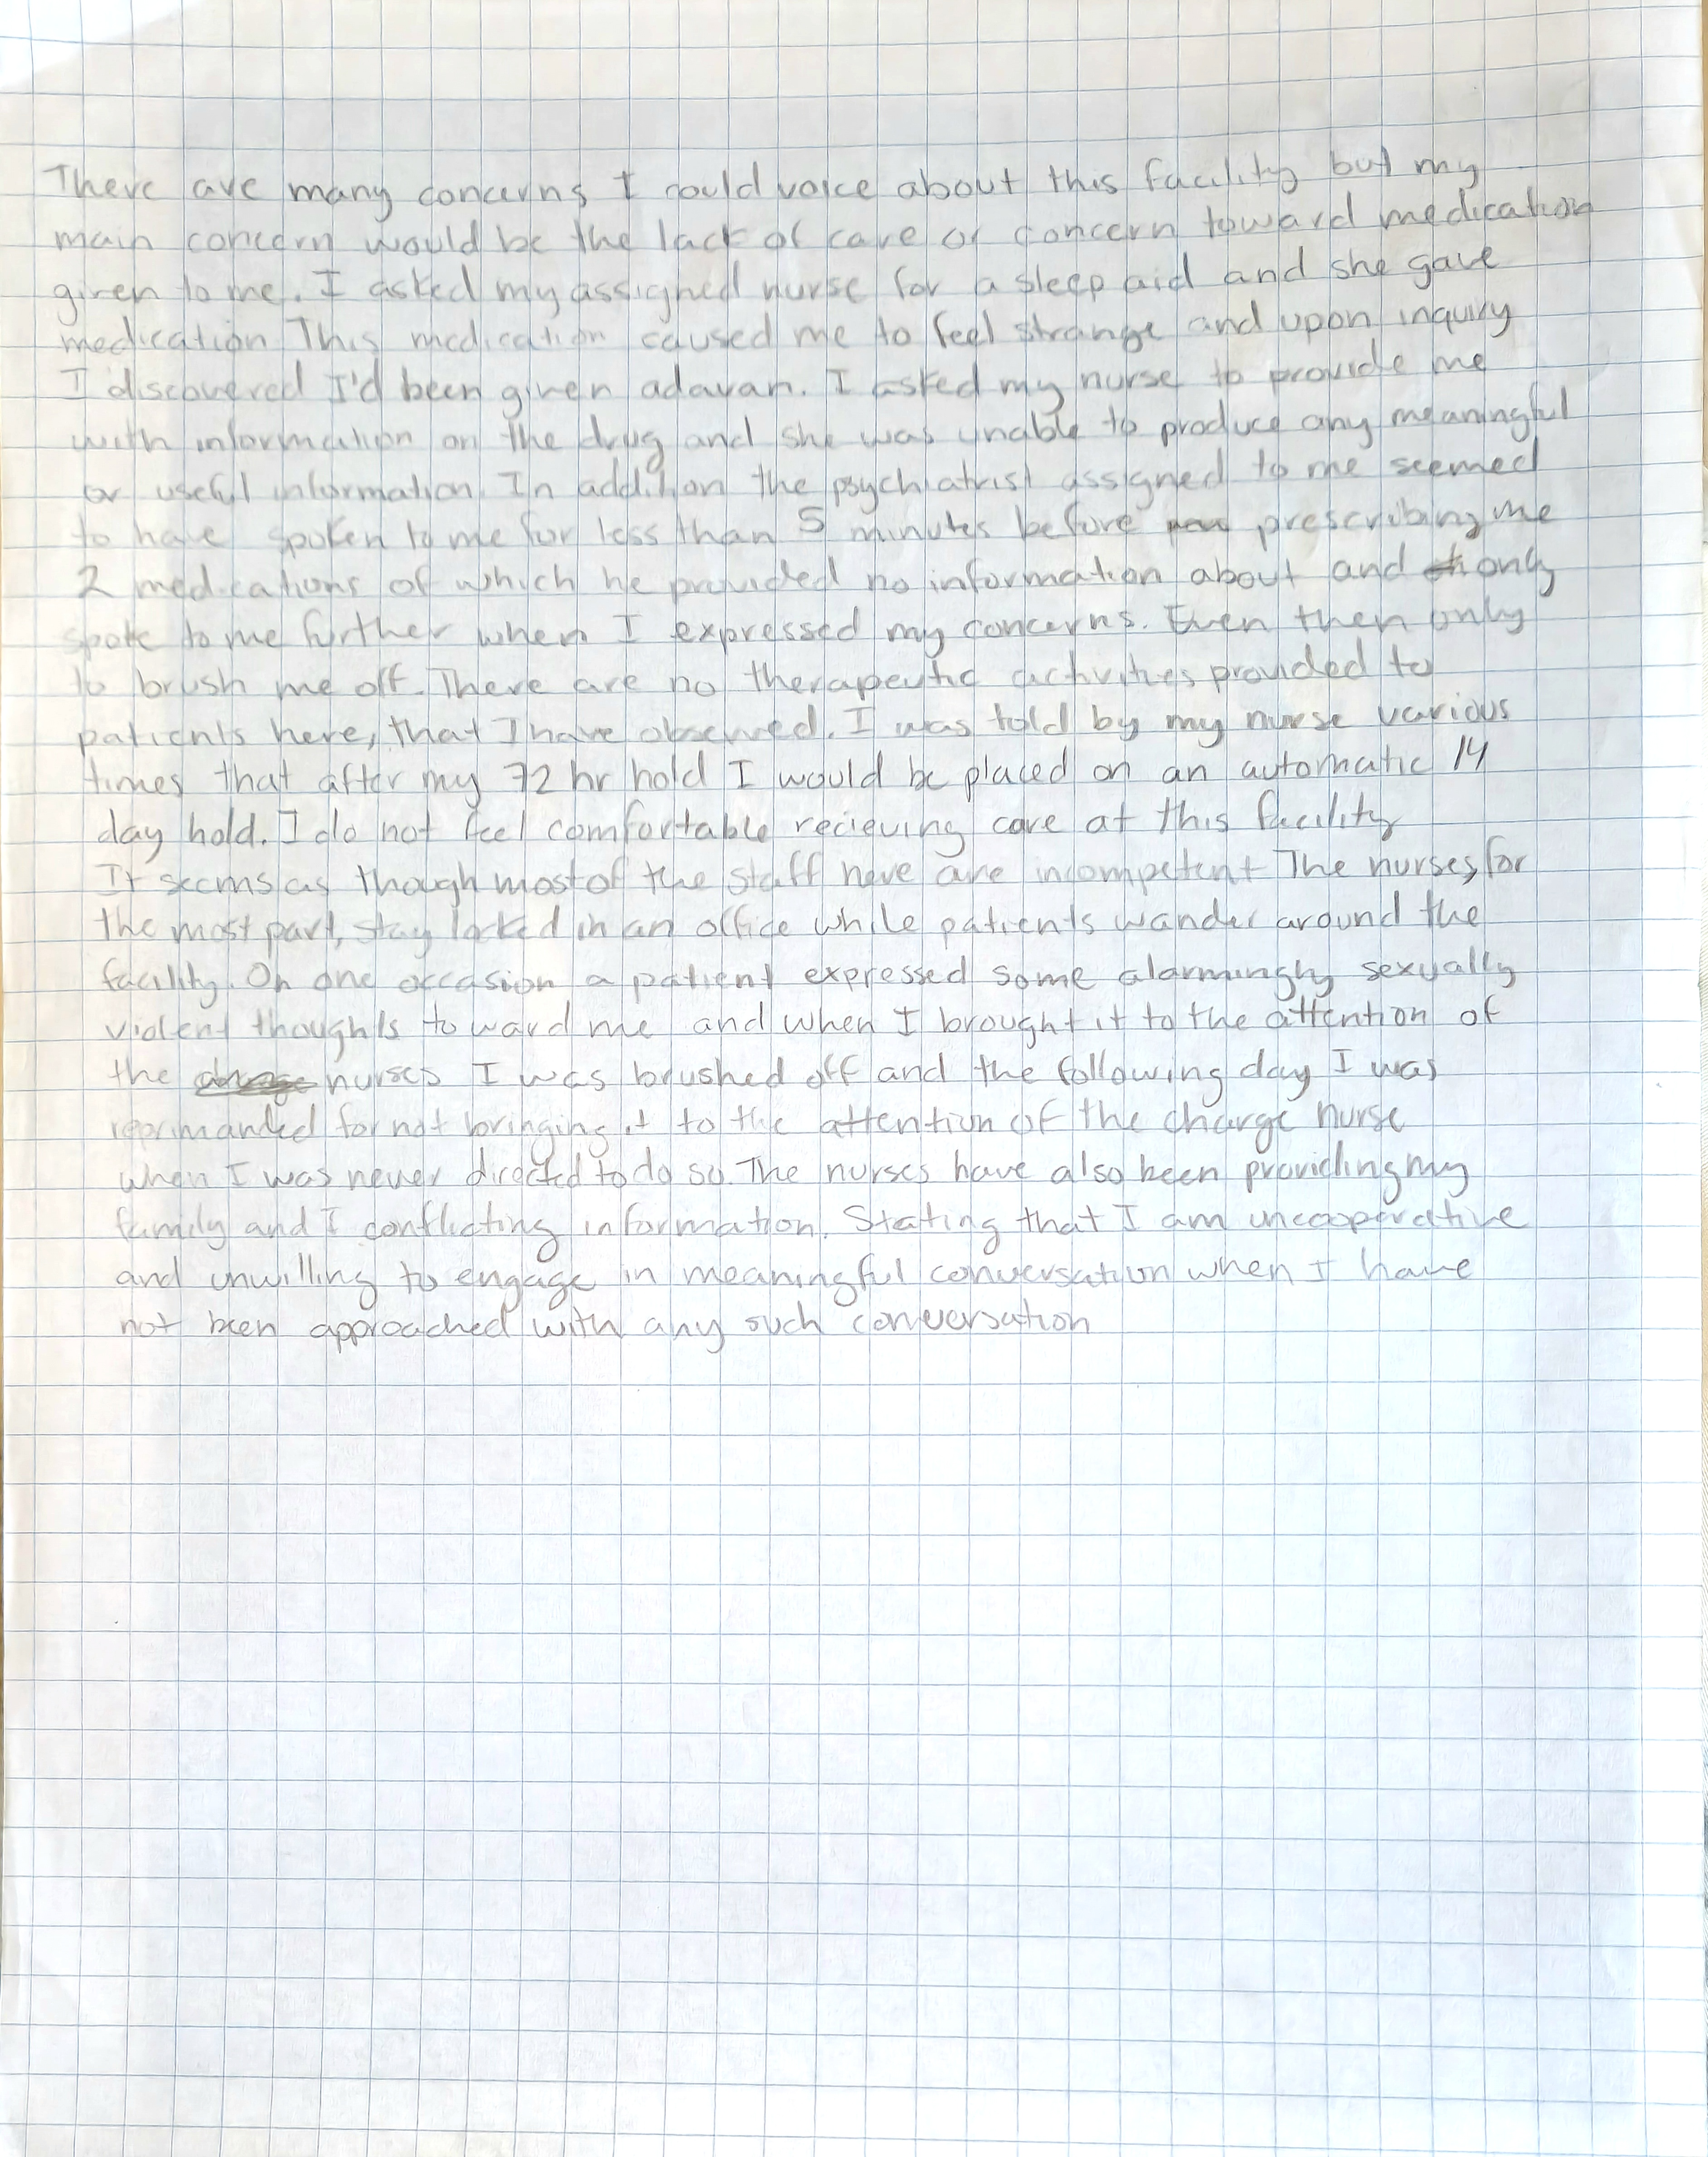 There are many concerns I could voice about this facility but my
main concern would be the lack of care or concern toward medication
given to me. I asked my assigned nurse for a sleep aid and she gave
medication This medication caused me to feel strange and upon inquiry
I discovered I'd been given adavan. I asked my nurse to provide me
with information on the drug and she was unable to produce any meaningful
or useful information. In addition the psychiatrist assigned to me seemed
to have spoken to me for less than 5 minutes before prescribing me
2 medications of which he provided no information about and only
spoke to me further when I expressed my concerns. Even then only
to brush me off. There are no therapeutic activities provided to
patients here, that I have observed. I was told by my nurse various
times that after my 72 hr hold I would be placed on an automatic 14
day hold. I do not feel comfortable recieving care at this facility
It seems as though most of the staff here are incompetent The nurses, for
the most part, stay locked in an office while patients wander around the
facility. On one occasion a patient expressed some alarmingly sexually
violent thoughts toward me and when I brought it to the attention of
the nurses I was brushed off and the following day I was
reprimanded for not bringing it to the attention of the charge nurse
when I was never directed to do so. The nurses have also been providing my
family and I conflicting information. Stating that I am uncooperative
and unwilling to engage in meaningful conversation when I have
not been approached with any such conversation